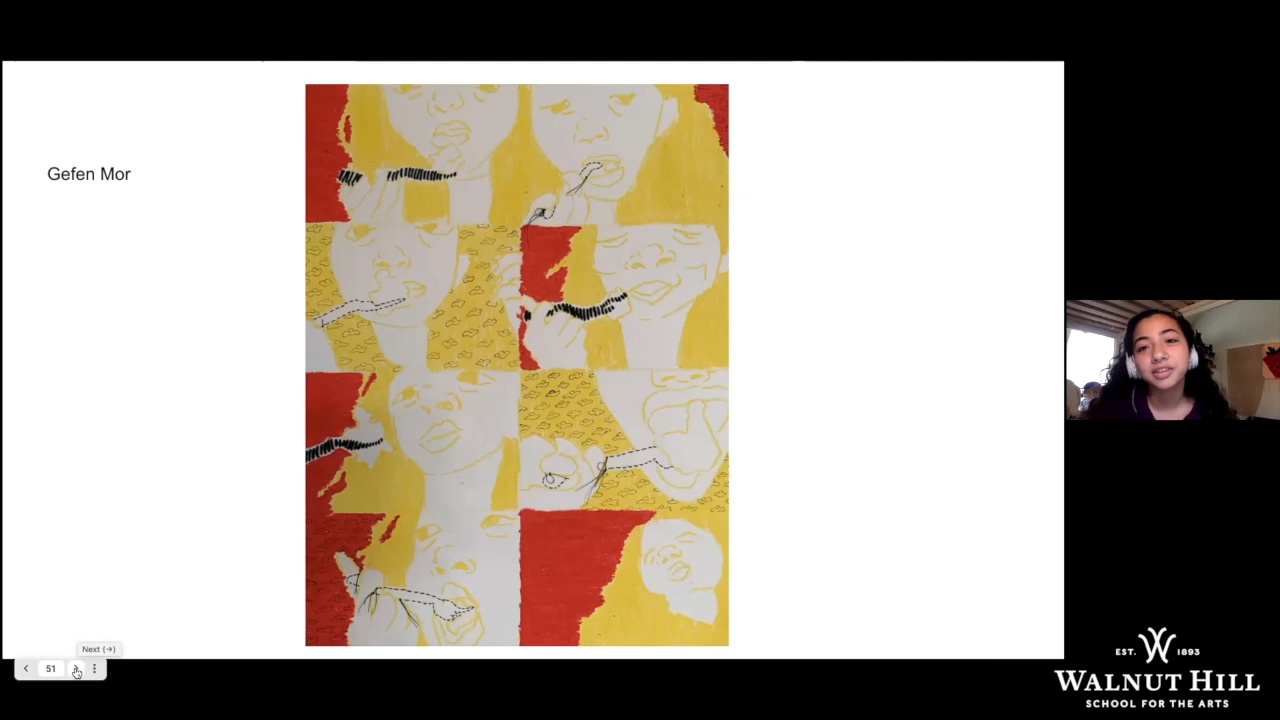 Gefen Mor
Next (→)
51
EST. 1893
WALNUT HILL
SCHOOL FOR THE ARTS